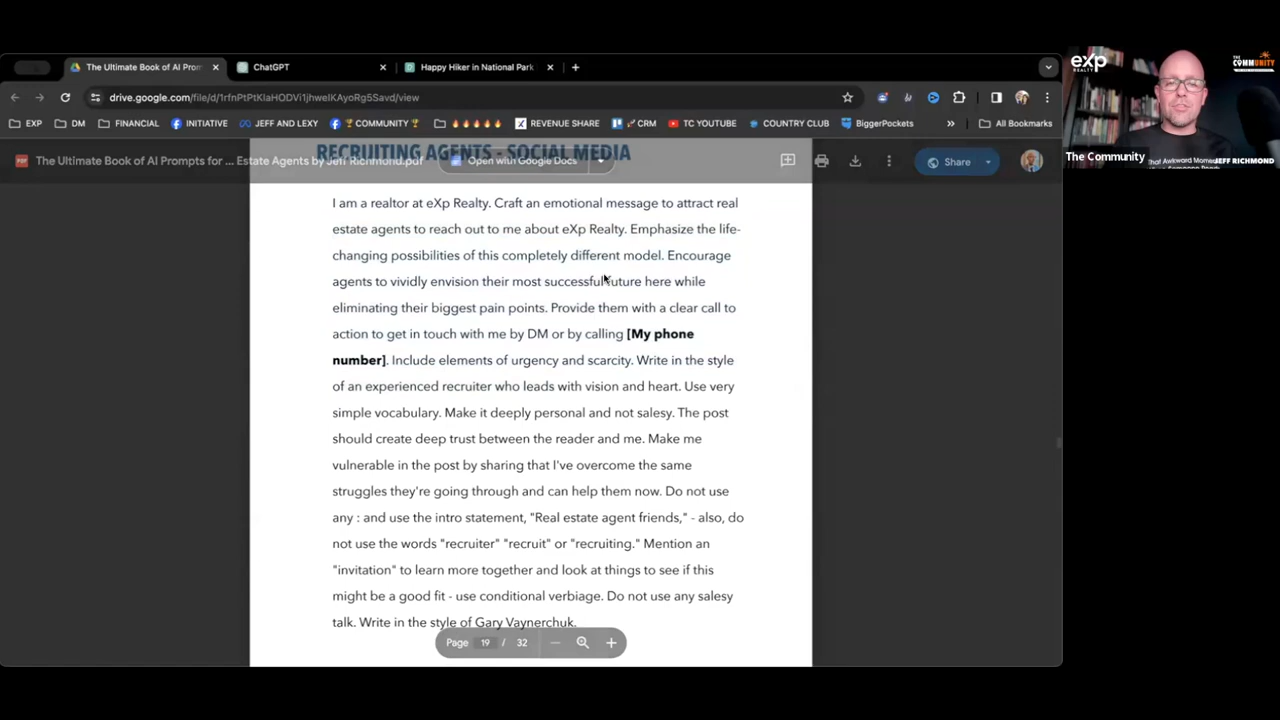 The Ultimate Book of AI Prom
ChatGPT
Happy Hiker in National Park
drive.google.com/file/d/1rfnPtPtKIaHODVi1jhweIKAyoRg5Savd/view
EXP
DM
FINANCIAL
INITIATIVE
JEFF AND LEXY
COMMUNITY
REVENUE SHARE
CRM
TC YOUTUBE
COUNTRY CLUB
BiggerPockets
»
All Bookmarks
RECRUITING AGENTS - SOCIAL MEDIA
PDF
The Ultimate Book of AI Prompts for ... Estate Agents by Jeff Richmond.pdf
Open with Google Docs
Share
I am a realtor at eXp Realty. Craft an emotional message to attract real
estate agents to reach out to me about eXp Realty. Emphasize the life-
changing possibilities of this completely different model. Encourage
agents to vividly envision their most successful future here while
eliminating their biggest pain points. Provide them with a clear call to
action to get in touch with me by DM or by calling [My phone
number]. Include elements of urgency and scarcity. Write in the style
of an experienced recruiter who leads with vision and heart. Use very
simple vocabulary. Make it deeply personal and not salesy. The post
should create deep trust between the reader and me. Make me
vulnerable in the post by sharing that I've overcome the same
struggles they're going through and can help them now. Do not use
any : and use the intro statement, "Real estate agent friends," - also, do
not use the words "recruiter" "recruit" or "recruiting." Mention an
"invitation" to learn more together and look at things to see if this
might be a good fit - use conditional verbiage. Do not use any salesy
talk. Write in the style of Gary Vaynerchuk.
Page 19 / 32
exp
REALTY
THE
COMMUNITY
The Community
That Awkward Mome
JEFF RICHMOND